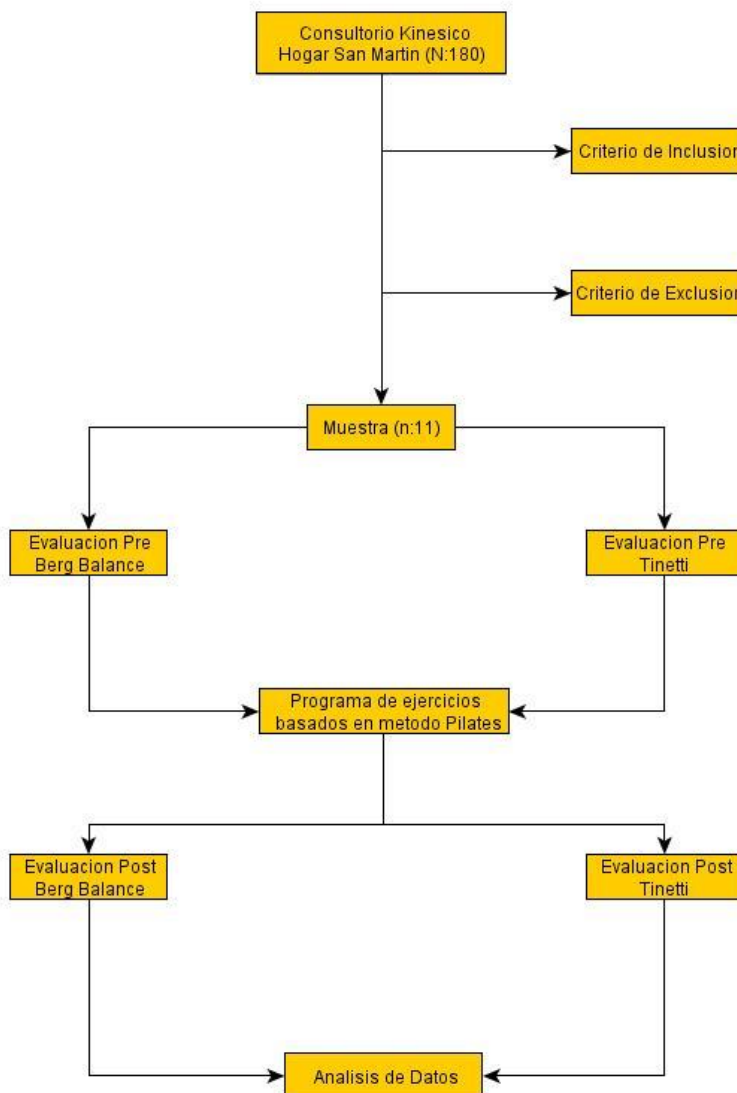 Consultorio Kinesico
Hogar San Martin (N:180)
Criterio de Inclusion
Criterio de Exclusion
Muestra (n:11)
Evaluacion Pre
Berg Balance
Evaluacion Pre
Tinetti
Programa de ejercicios
basados en metodo Pilates
Evaluacion Post
Berg Balance
Evaluacion Post
Tinetti
Analisis de Datos